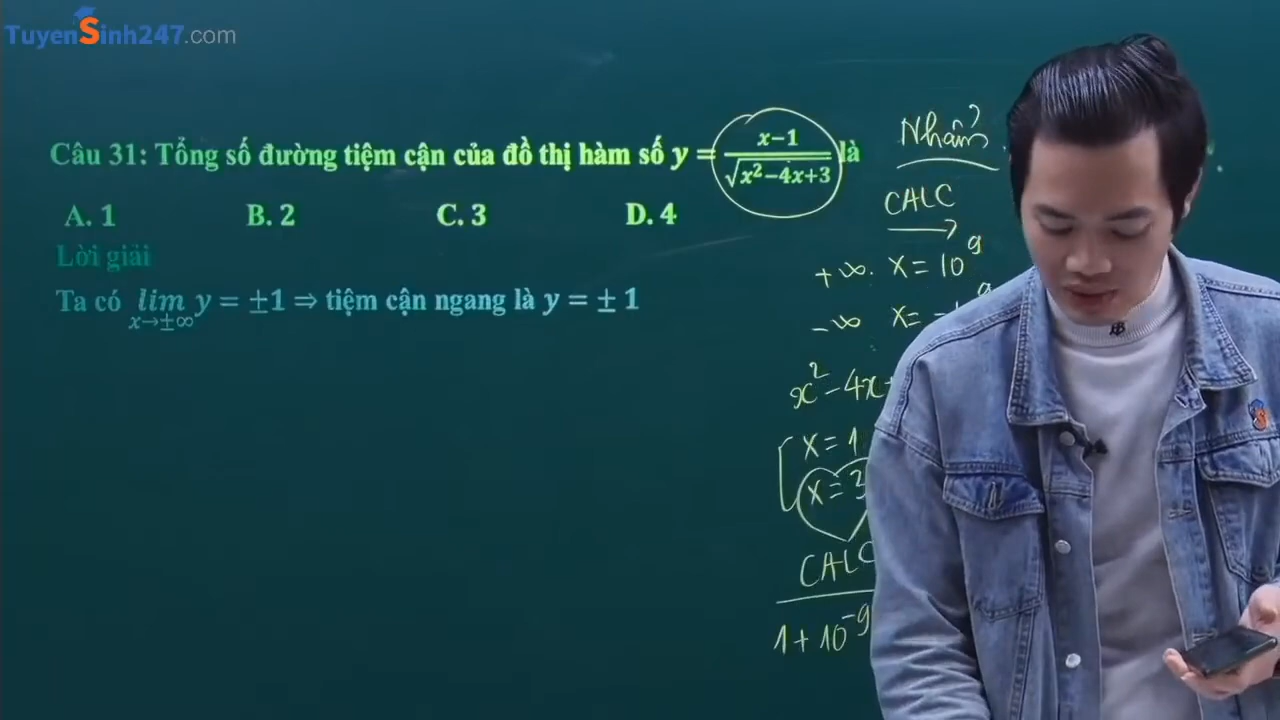 TuyenSinh247.com
Câu 31: Tổng số đường tiệm cận của đồ thị hàm số y = x−1 / √x²−4x+3 là
A. 1 B. 2 C. 3 D. 4
Lời giải
Ta có lim x→±∞ y = ±1 ⇒ tiệm cận ngang là y = ± 1
Nhẩm?
CALC
+∞. x = 10⁹
−∞ x = −
x² − 4x
x = 1
x = 3
CALC
1 + 10⁻⁹